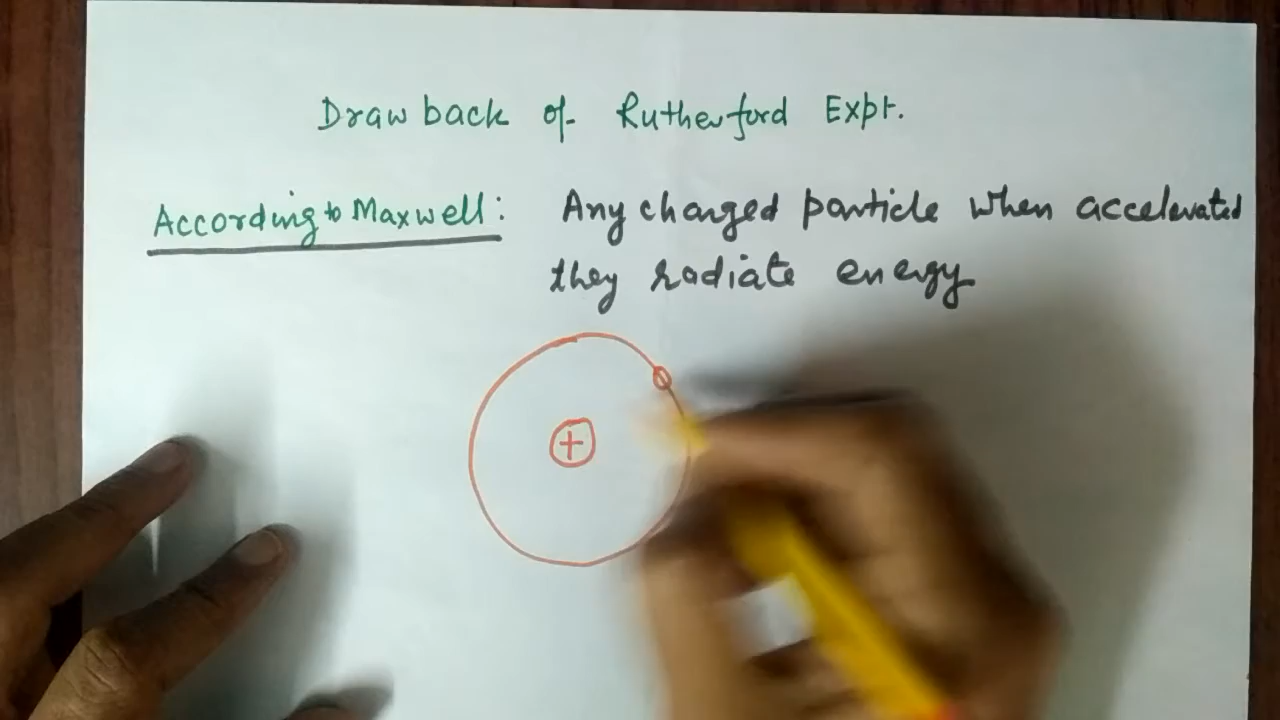 Drawback of Rutherford Expt.
According to Maxwell: Any charged particle when accelerated
they radiate energy
+